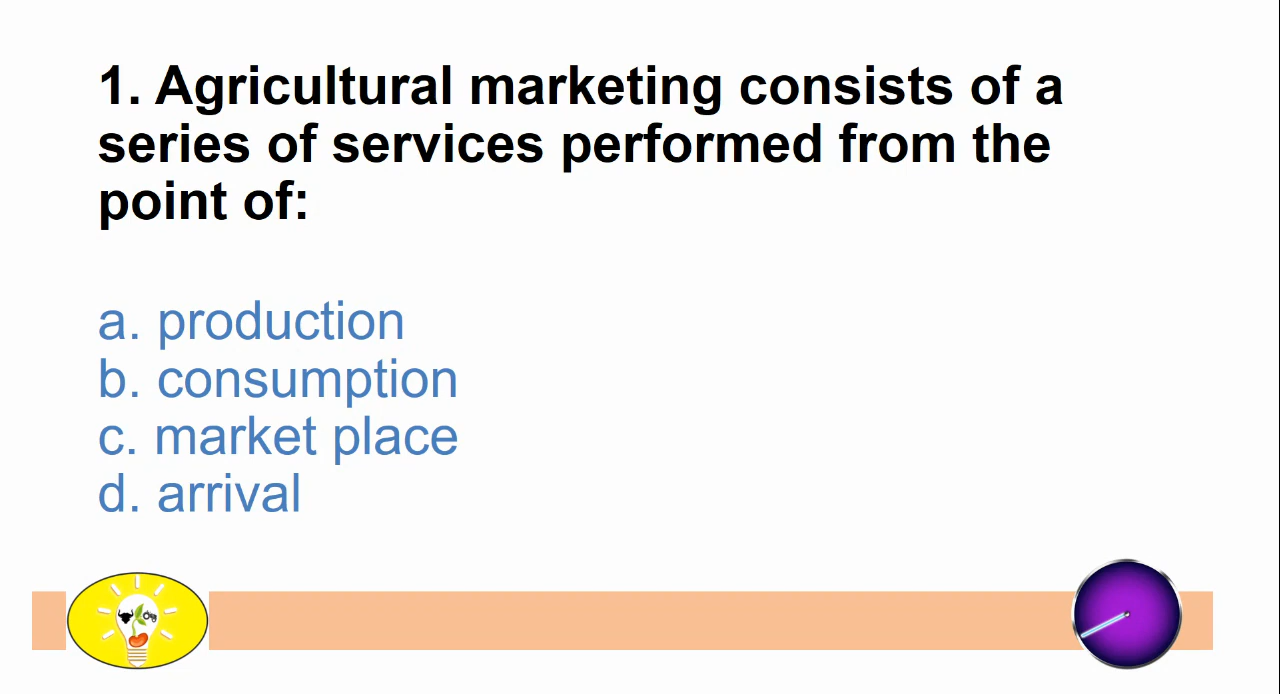 1. Agricultural marketing consists of a
series of services performed from the
point of:
a. production
b. consumption
c. market place
d. arrival